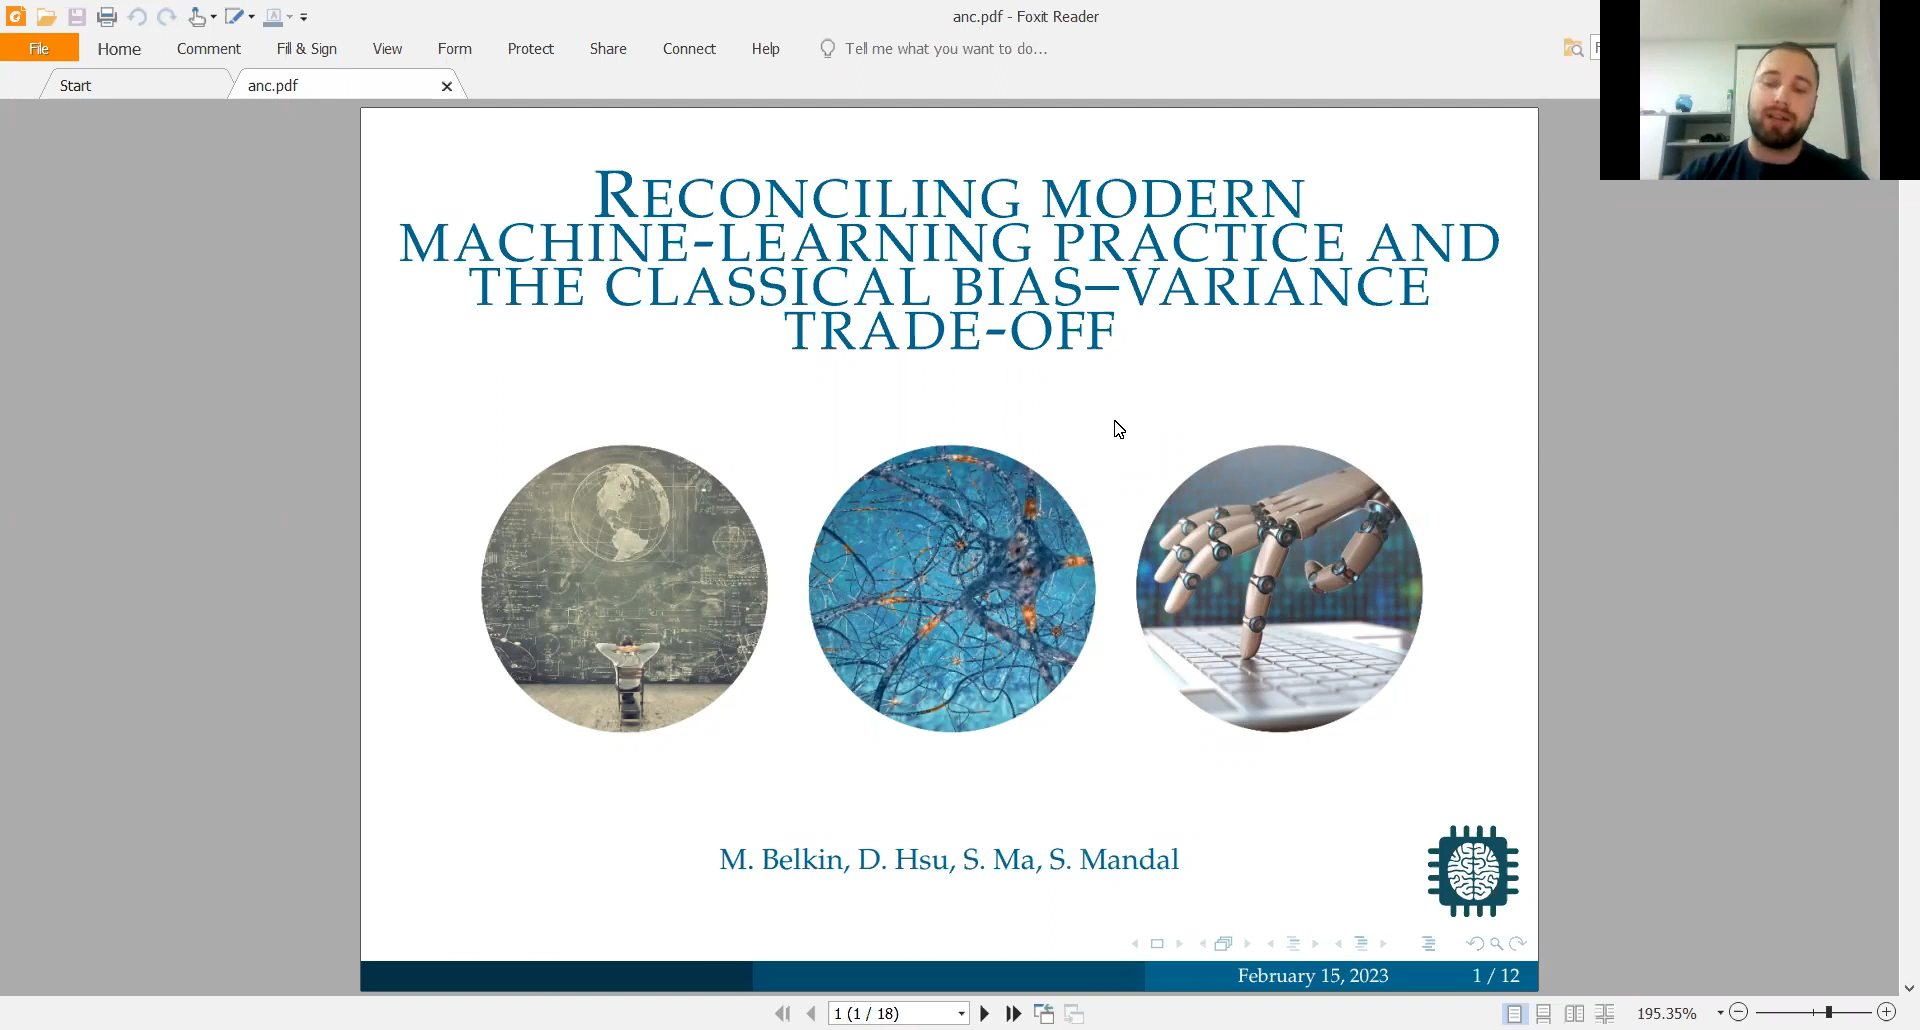 anc.pdf - Foxit Reader
File Home Comment Fill & Sign View Form Protect Share Connect Help Tell me what you want to do...
Start anc.pdf
RECONCILING MODERN
MACHINE-LEARNING PRACTICE AND
THE CLASSICAL BIAS–VARIANCE
TRADE-OFF
M. Belkin, D. Hsu, S. Ma, S. Mandal
February 15, 2023 1 / 12
1 (1 / 18) 195.35%